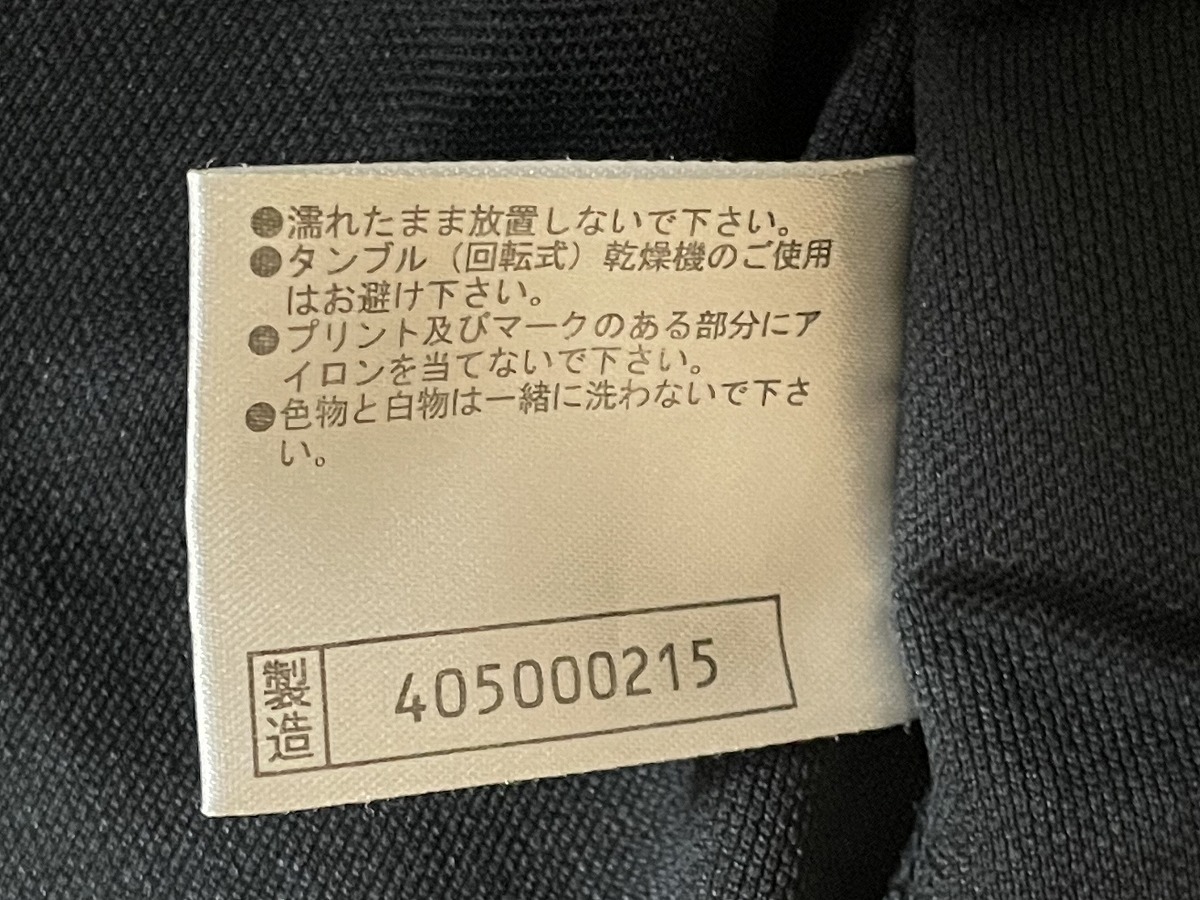 ●濡れたまま放置しないで下さい。
●タンブル（回転式）乾燥機のご使用
はお避け下さい。
●プリント及びマークのある部分にア
イロンを当てないで下さい。
●色物と白物は一緒に洗わないで下さ
い。
製造 405000215